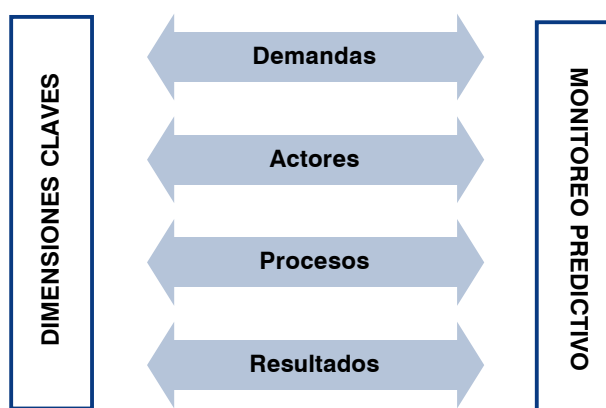 DIMENSIONES CLAVES
Demandas
Actores
Procesos
Resultados
MONITOREO PREDICTIVO